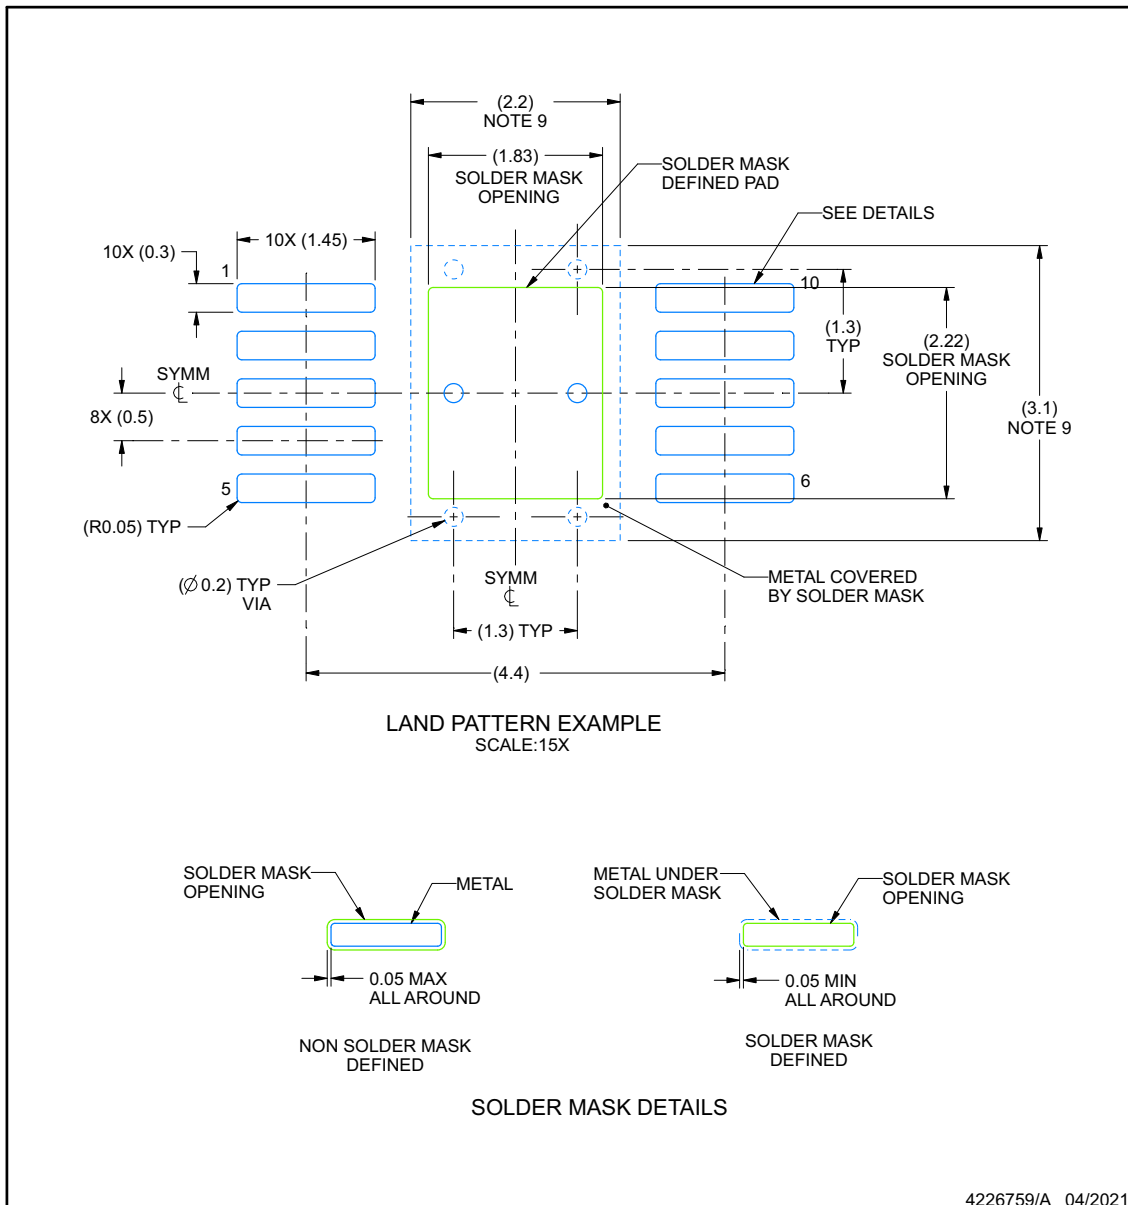 (2.2)
NOTE 9
(1.83)
SOLDER MASK
OPENING
SOLDER MASK
DEFINED PAD
SEE DETAILS
10X (1.45)
10X (0.3)
1
10
(1.3)
TYP
(2.22)
SOLDER MASK
OPENING
SYMM
℄
8X (0.5)
(3.1)
NOTE 9
5
6
(R0.05) TYP
(∅ 0.2) TYP
VIA
SYMM
℄
METAL COVERED
BY SOLDER MASK
(1.3) TYP
(4.4)
LAND PATTERN EXAMPLE
SCALE:15X
SOLDER MASK
OPENING
METAL
0.05 MAX
ALL AROUND
NON SOLDER MASK
DEFINED
METAL UNDER
SOLDER MASK
SOLDER MASK
OPENING
0.05 MIN
ALL AROUND
SOLDER MASK
DEFINED
SOLDER MASK DETAILS
4226759/A 04/2021